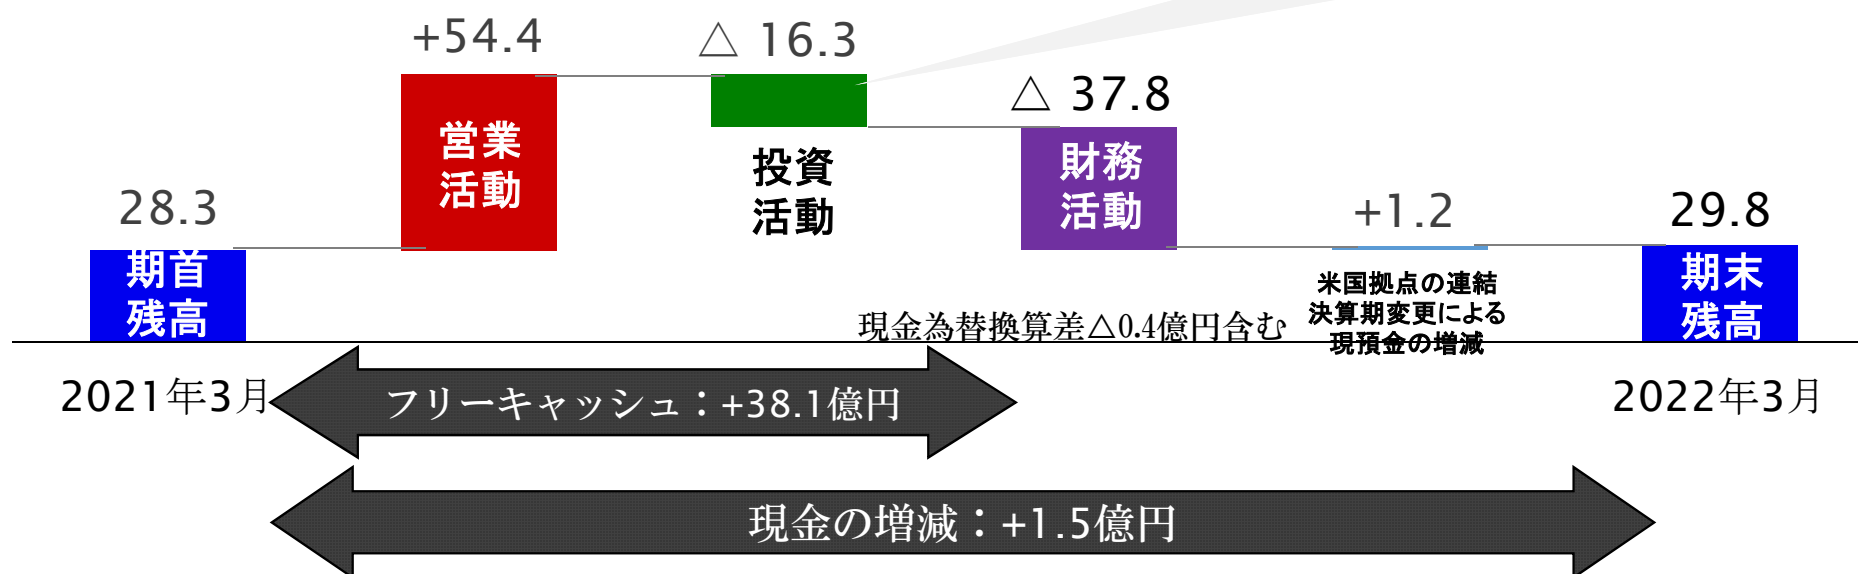 +54.4
△ 16.3
△ 37.8
営業
活動
投資
活動
財務
活動
28.3
+1.2
29.8
期首
残高
米国拠点の連結
決算期変更による
現預金の増減
期末
残高
現金為替換算差△0.4億円含む
2021年3月
フリーキャッシュ：+38.1億円
2022年3月
現金の増減：+1.5億円